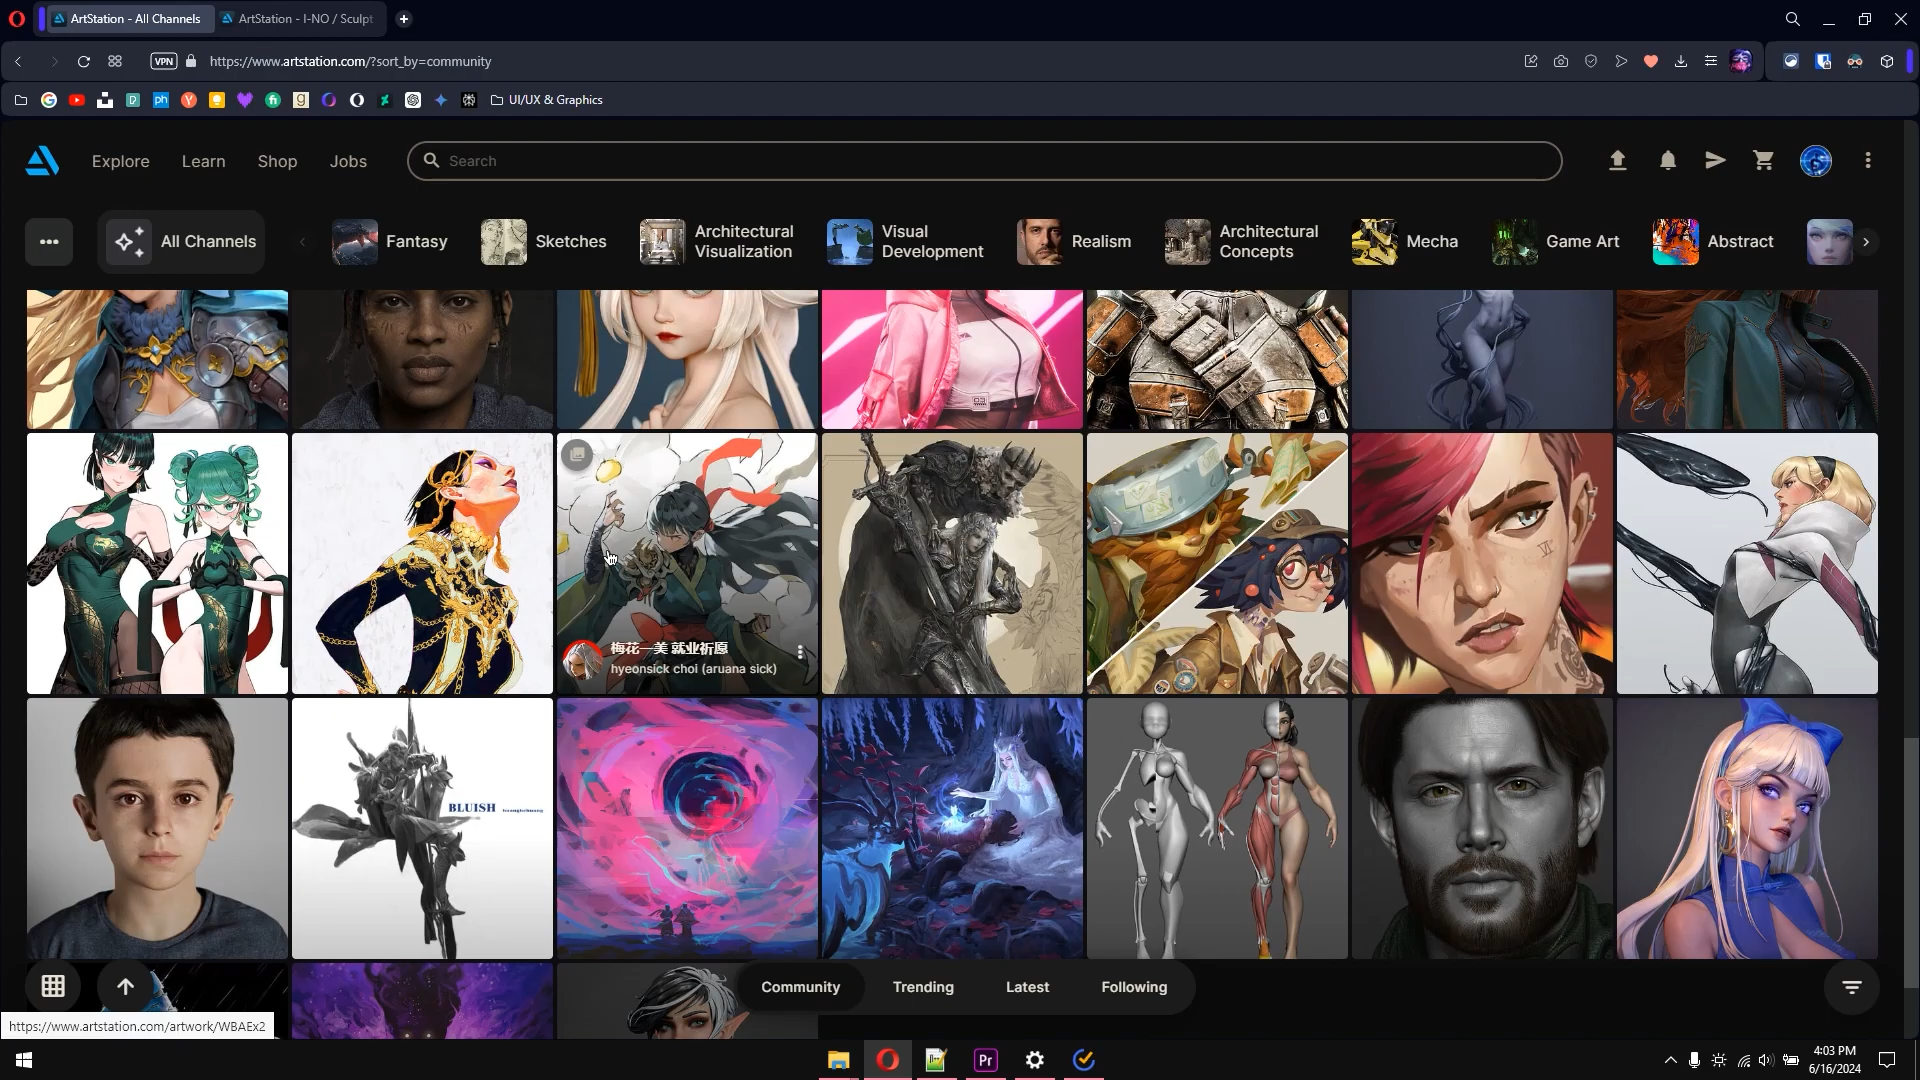 ArtStation - All Channels
ArtStation - I-NO / Sculpt
VPN
https://www.artstation.com/?sort_by=community
UI/UX & Graphics
Explore
Learn
Shop
Jobs
Search
All Channels
Fantasy
Sketches
Architectural
Visualization
Visual
Development
Realism
Architectural
Concepts
Mecha
Game Art
Abstract
梅花一美 就业祈愿
hyeonsick choi (aruana sick)
VI
BLUISH
Community
Trending
Latest
Following
https://www.artstation.com/artwork/WBAEx2
Pr
4:03 PM
6/16/2024